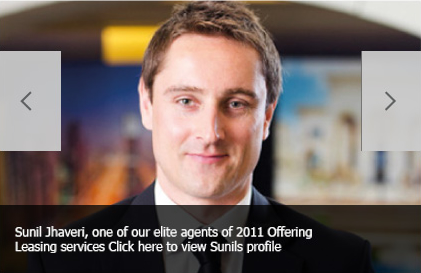 Sunil Jhaveri, one of our elite agents of 2011 Offering
Leasing services Click here to view Sunils profile